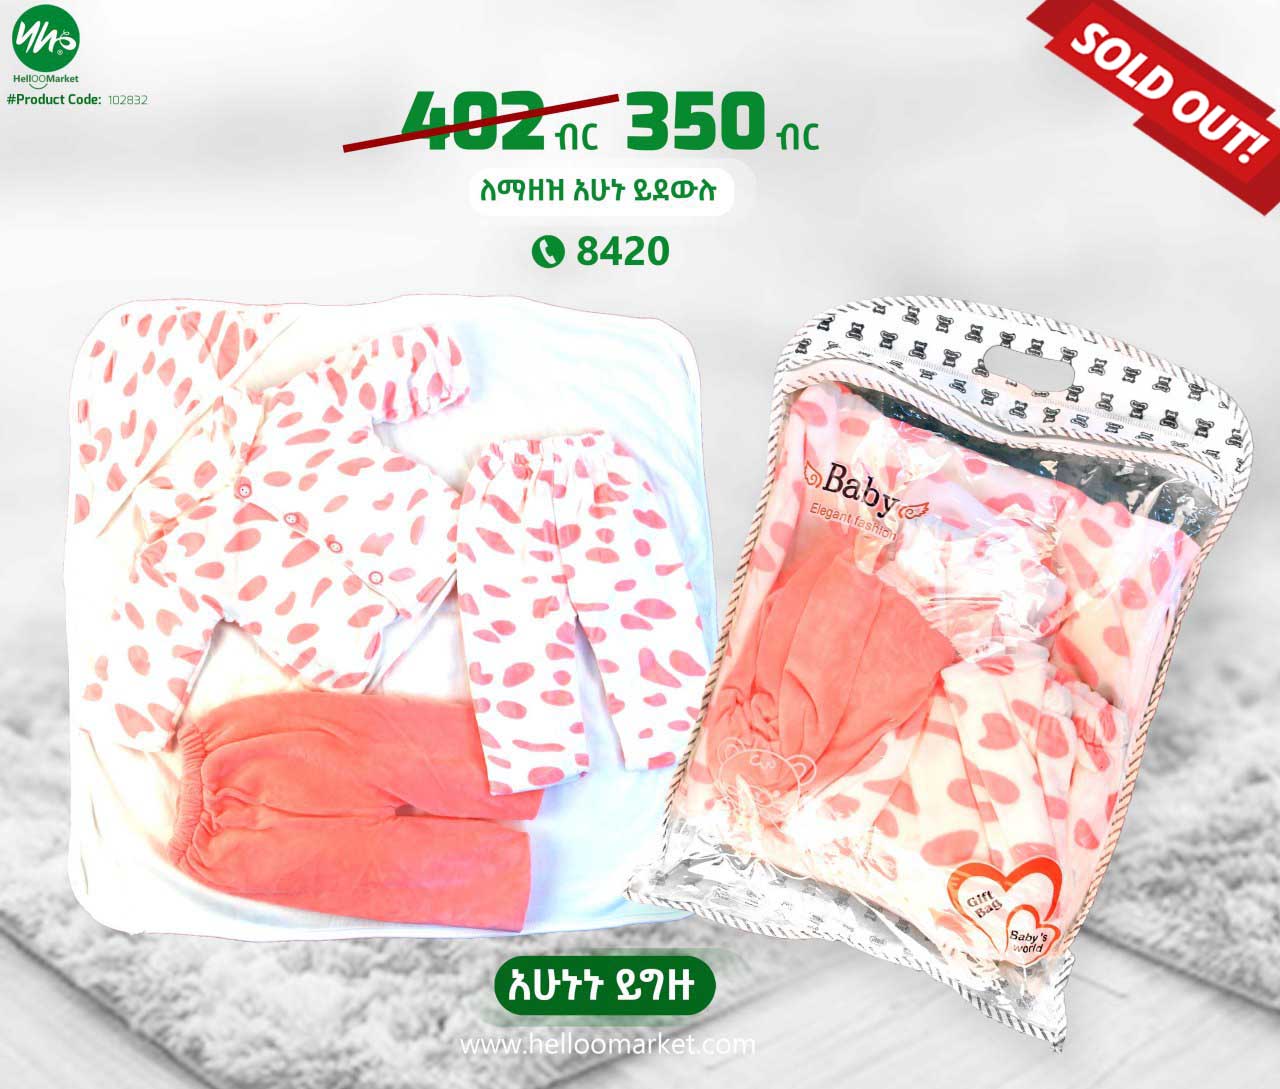 ሃሎ
HellOOMarket
#Product Code: 102832
SOLD OUT!
402 ብር 350 ብር
ለማዘዝ አሁኑ ይደውሉ
8420
Baby
Elegant fashion
Gift
Bag
Baby's
world
አሁኑኑ ይግዙ
www.helloomarket.com